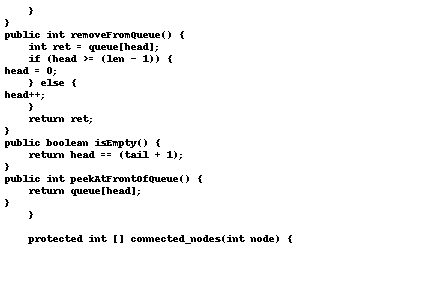 }
}
public int removeFromQueue() {
int ret = queue[head];
if (head >= (len - 1)) {
head = 0;
} else {
head++;
}
return ret;
}
public boolean isEmpty() {
return head == (tail + 1);
}
public int peekAtFrontOfQueue() {
return queue[head];
}
}
protected int [] connected_nodes(int node) {